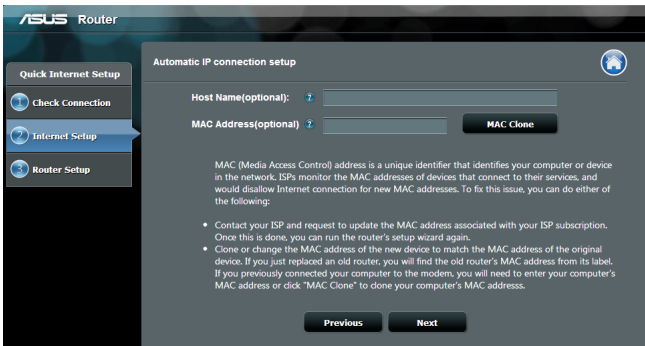 ASUS Router
Quick Internet Setup
1 Check Connection
2 Internet Setup
3 Router Setup
Automatic IP connection setup
Host Name(optional): ?
MAC Address(optional) ? MAC Clone
MAC (Media Access Control) address is a unique identifier that identifies your computer or device
in the network. ISPs monitor the MAC addresses of devices that connect to their services, and
would disallow Internet connection for new MAC addresses. To fix this issue, you can do either of
the following:
• Contact your ISP and request to update the MAC address associated with your ISP subscription.
Once this is done, you can run the router's setup wizard again.
• Clone or change the MAC address of the new device to match the MAC address of the original
device. If you just replaced an old router, you will find the old router's MAC address from its label.
If you previously connected your computer to the modem, you will need to enter your computer's
MAC address or click "MAC Clone" to clone your computer's MAC addresss.
Previous Next